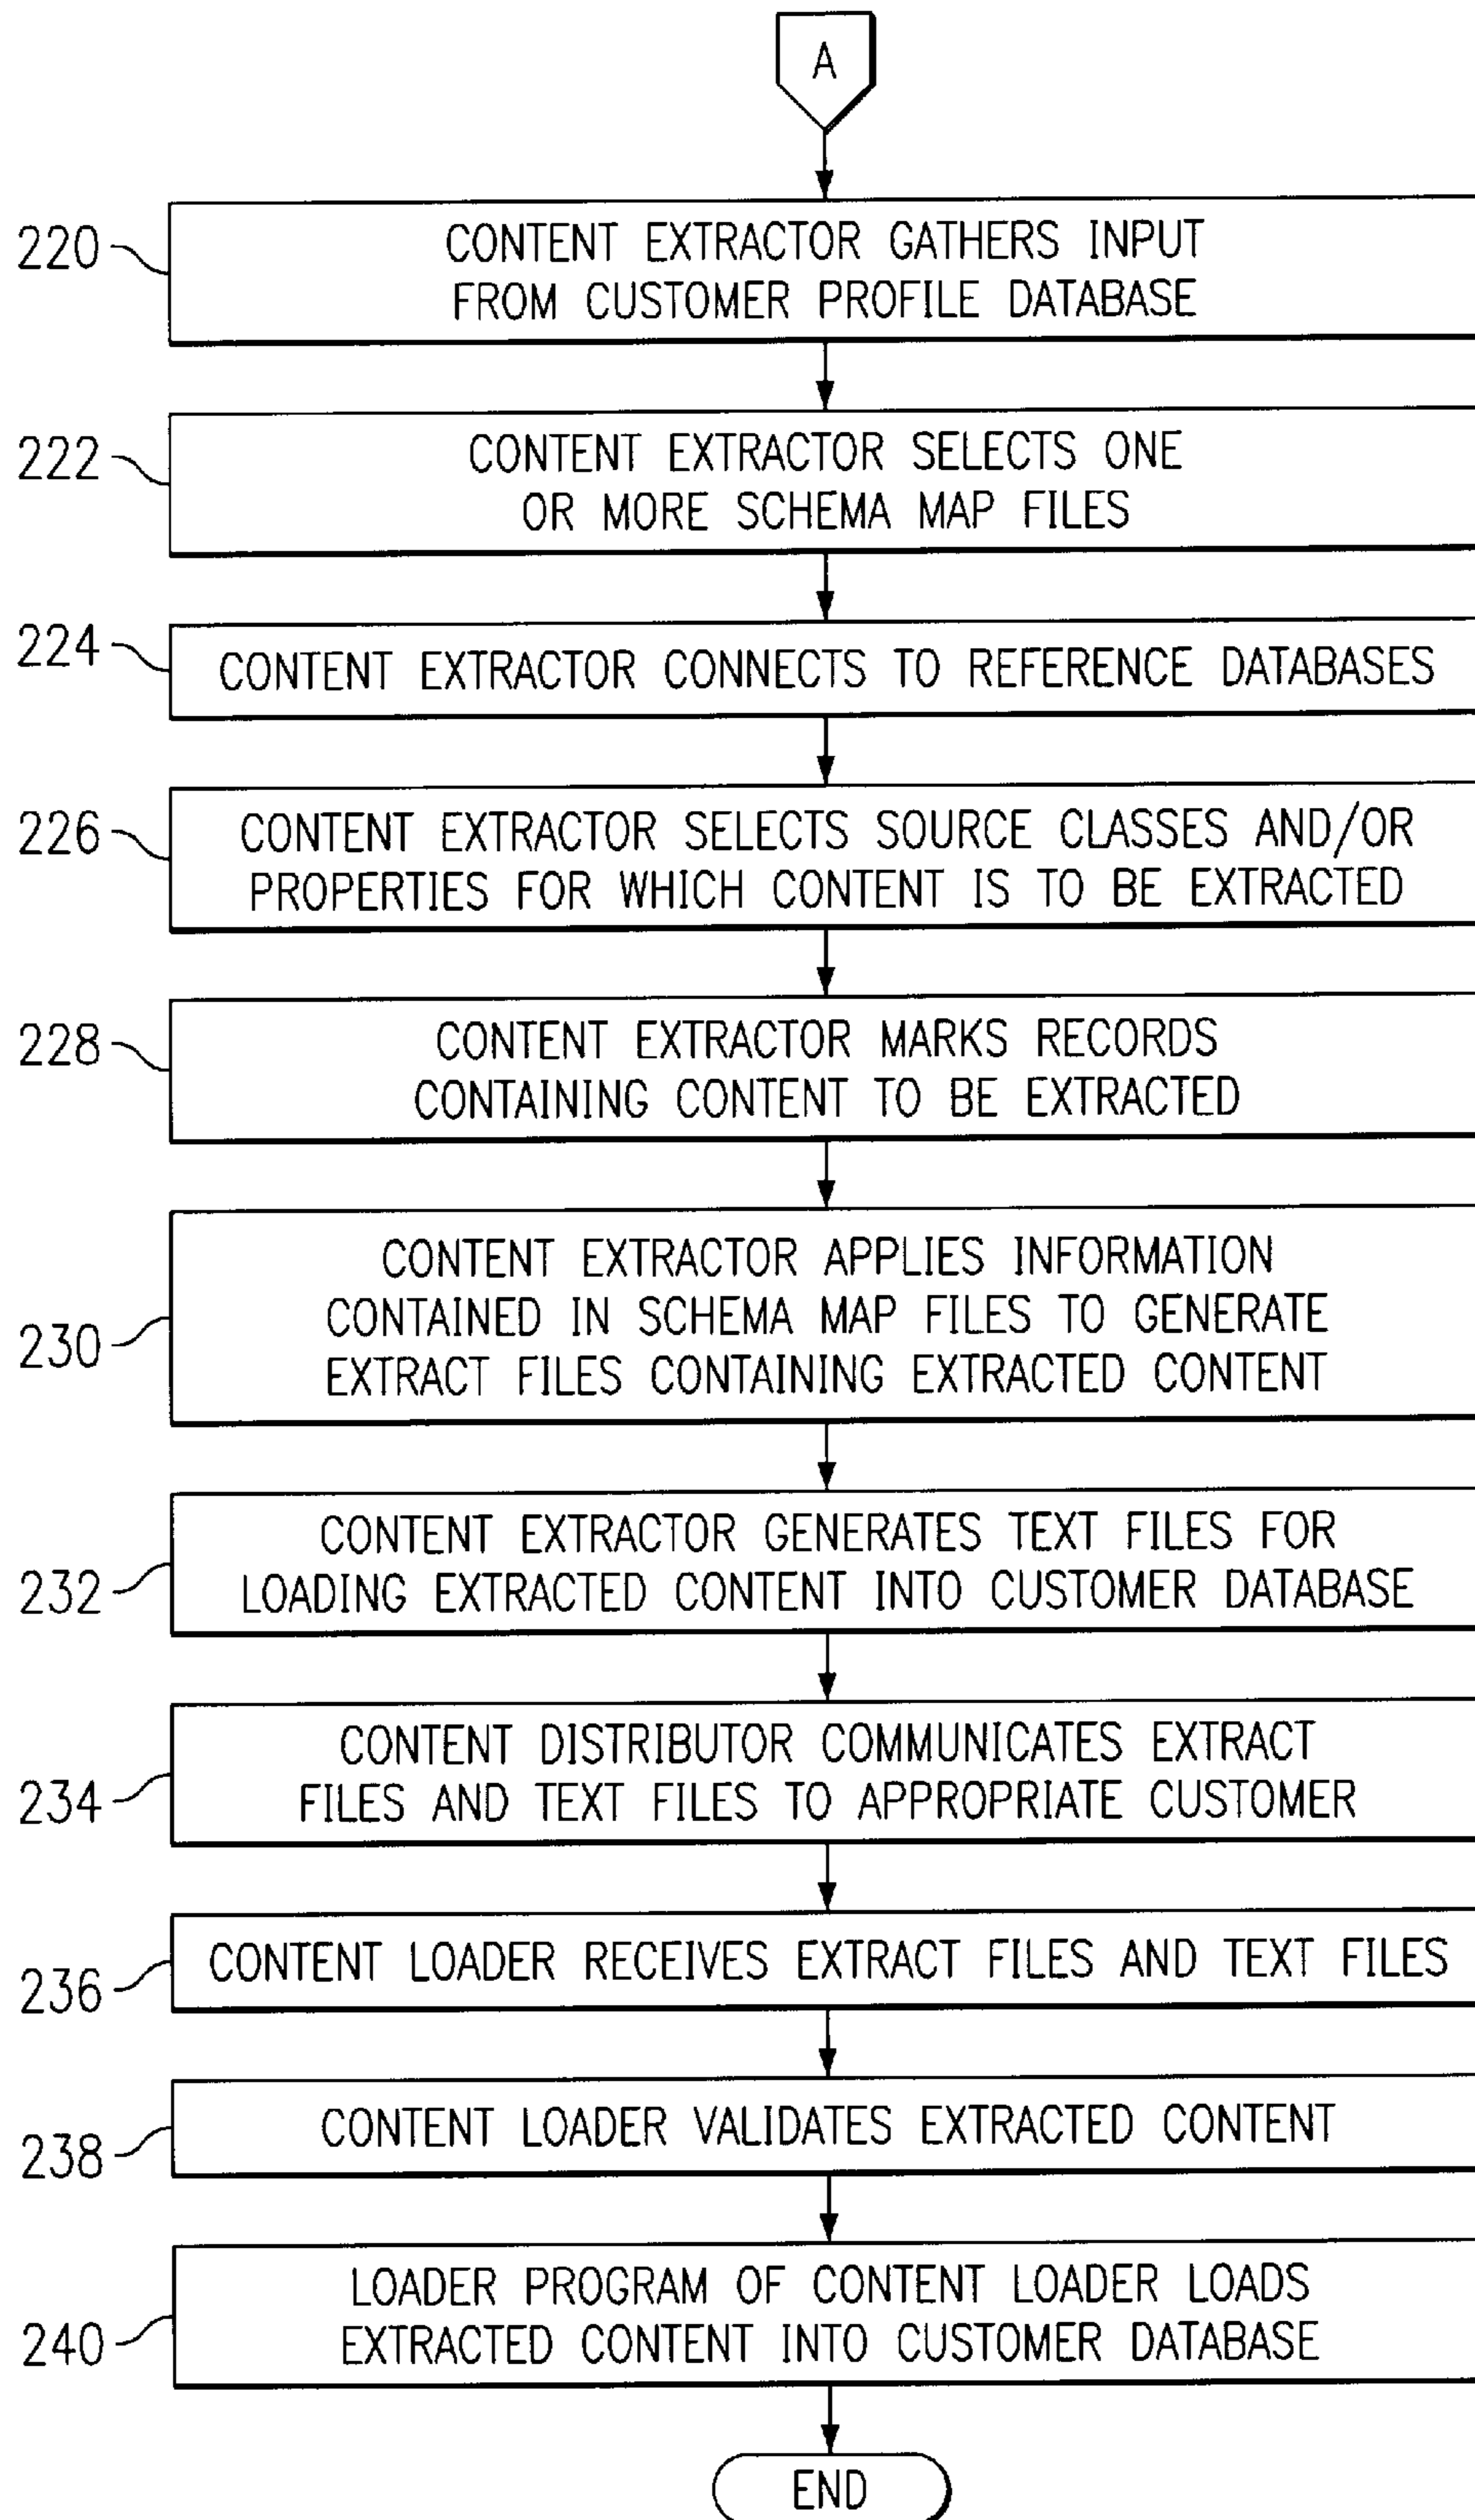 A
220
CONTENT EXTRACTOR GATHERS INPUT
FROM CUSTOMER PROFILE DATABASE
222
CONTENT EXTRACTOR SELECTS ONE
OR MORE SCHEMA MAP FILES
224
CONTENT EXTRACTOR CONNECTS TO REFERENCE DATABASES
226
CONTENT EXTRACTOR SELECTS SOURCE CLASSES AND/OR
PROPERTIES FOR WHICH CONTENT IS TO BE EXTRACTED
228
CONTENT EXTRACTOR MARKS RECORDS
CONTAINING CONTENT TO BE EXTRACTED
230
CONTENT EXTRACTOR APPLIES INFORMATION
CONTAINED IN SCHEMA MAP FILES TO GENERATE
EXTRACT FILES CONTAINING EXTRACTED CONTENT
232
CONTENT EXTRACTOR GENERATES TEXT FILES FOR
LOADING EXTRACTED CONTENT INTO CUSTOMER DATABASE
234
CONTENT DISTRIBUTOR COMMUNICATES EXTRACT
FILES AND TEXT FILES TO APPROPRIATE CUSTOMER
236
CONTENT LOADER RECEIVES EXTRACT FILES AND TEXT FILES
238
CONTENT LOADER VALIDATES EXTRACTED CONTENT
240
LOADER PROGRAM OF CONTENT LOADER LOADS
EXTRACTED CONTENT INTO CUSTOMER DATABASE
END